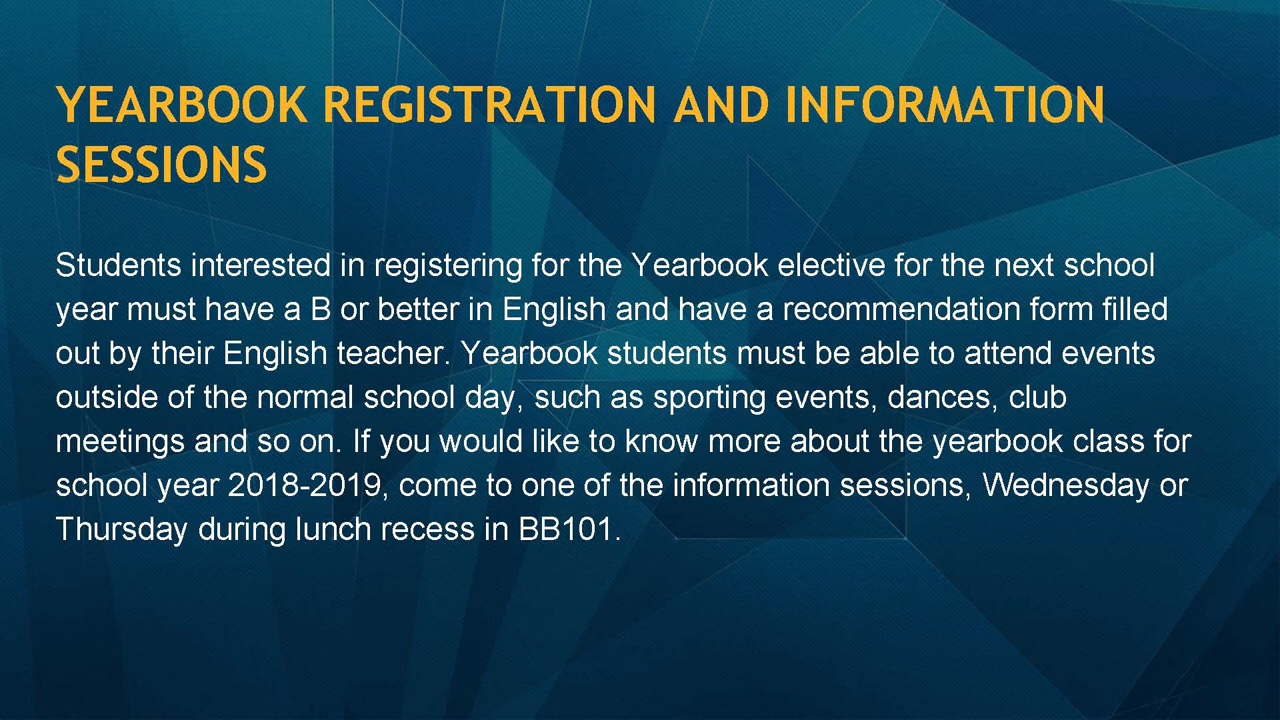 YEARBOOK REGISTRATION AND INFORMATION
SESSIONS
Students interested in registering for the Yearbook elective for the next school
year must have a B or better in English and have a recommendation form filled
out by their English teacher. Yearbook students must be able to attend events
outside of the normal school day, such as sporting events, dances, club
meetings and so on. If you would like to know more about the yearbook class for
school year 2018-2019, come to one of the information sessions, Wednesday or
Thursday during lunch recess in BB101.